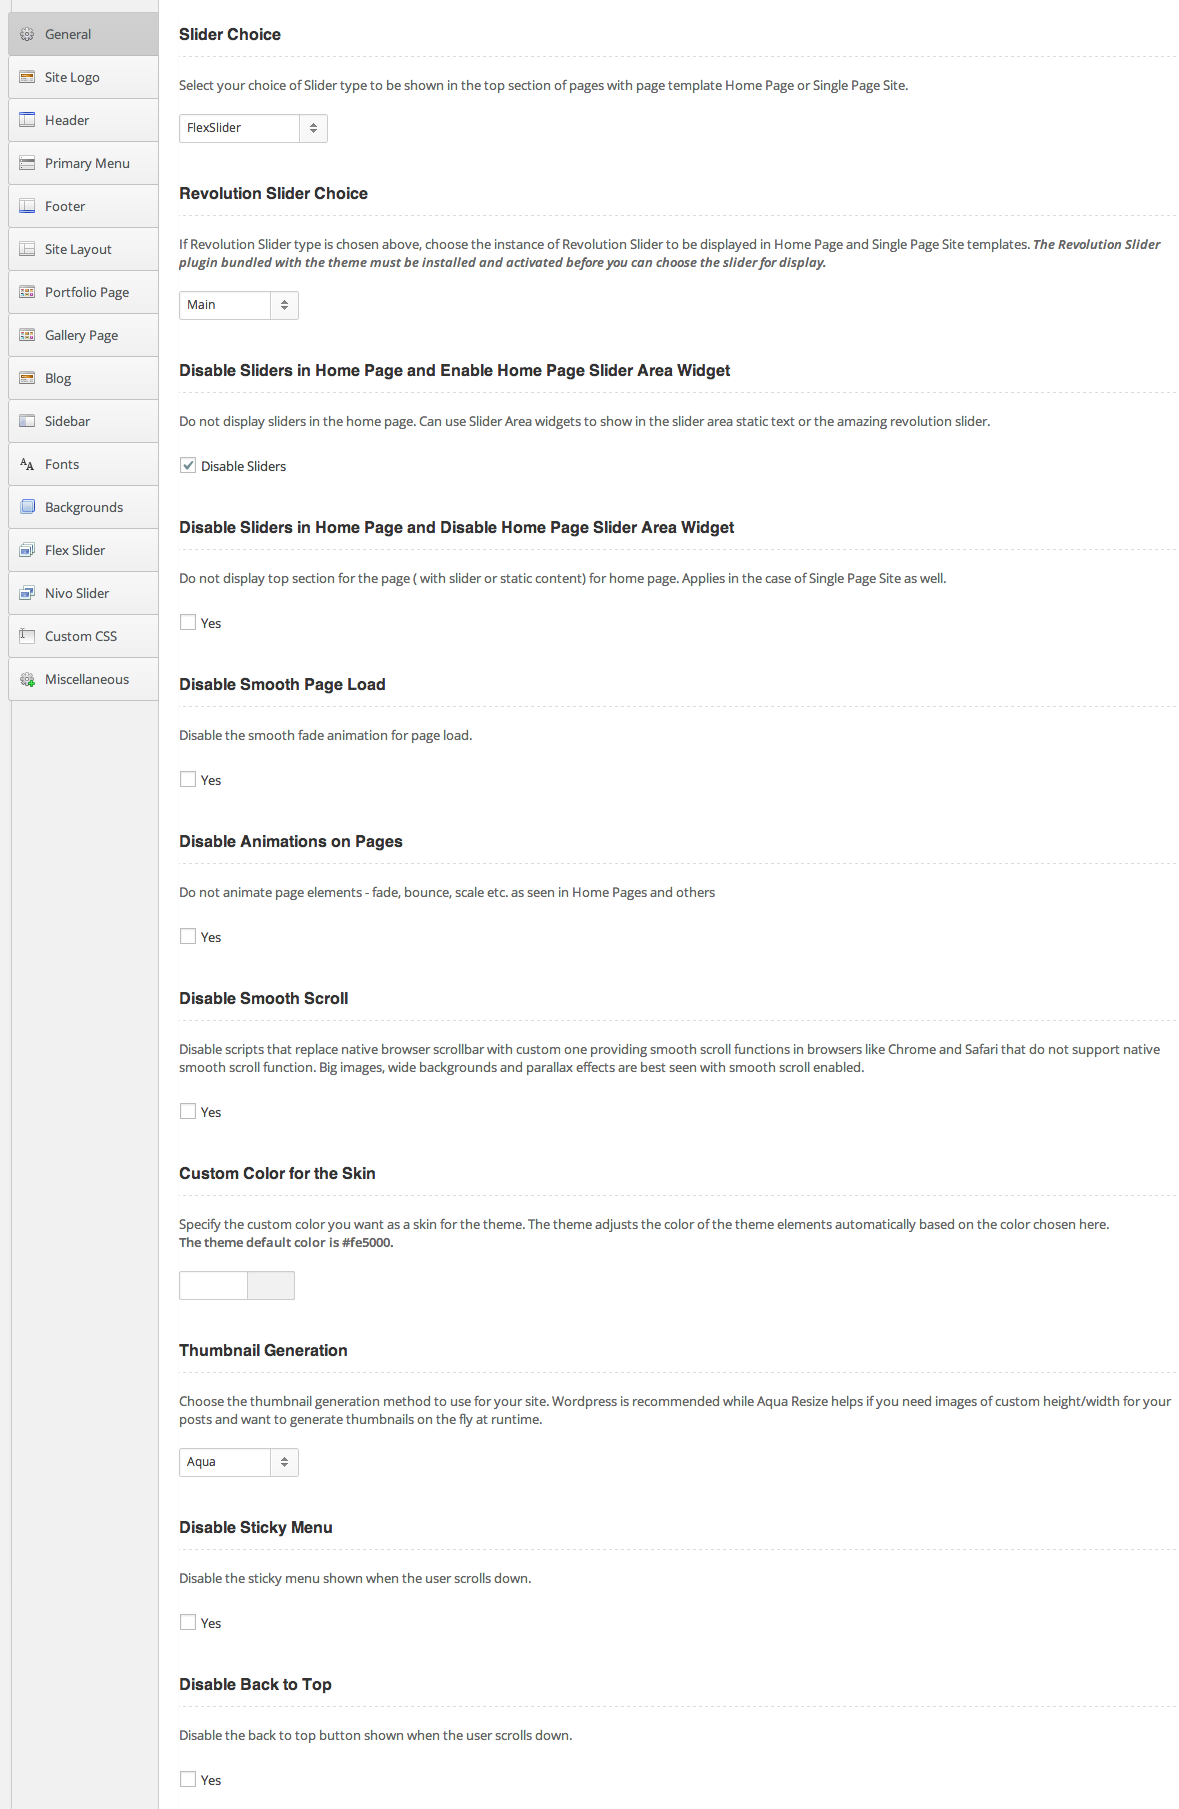 General
Site Logo
Header
Primary Menu
Footer
Site Layout
Portfolio Page
Gallery Page
Blog
Sidebar
Fonts
Backgrounds
Flex Slider
Nivo Slider
Custom CSS
Miscellaneous
Slider Choice
Select your choice of Slider type to be shown in the top section of pages with page template Home Page or Single Page Site.
FlexSlider
Revolution Slider Choice
If Revolution Slider type is chosen above, choose the instance of Revolution Slider to be displayed in Home Page and Single Page Site templates. The Revolution Slider
plugin bundled with the theme must be installed and activated before you can choose the slider for display.
Main
Disable Sliders in Home Page and Enable Home Page Slider Area Widget
Do not display sliders in the home page. Can use Slider Area widgets to show in the slider area static text or the amazing revolution slider.
Disable Sliders
Disable Sliders in Home Page and Disable Home Page Slider Area Widget
Do not display top section for the page ( with slider or static content) for home page. Applies in the case of Single Page Site as well.
Yes
Disable Smooth Page Load
Disable the smooth fade animation for page load.
Yes
Disable Animations on Pages
Do not animate page elements - fade, bounce, scale etc. as seen in Home Pages and others
Yes
Disable Smooth Scroll
Disable scripts that replace native browser scrollbar with custom one providing smooth scroll functions in browsers like Chrome and Safari that do not support native
smooth scroll function. Big images, wide backgrounds and parallax effects are best seen with smooth scroll enabled.
Yes
Custom Color for the Skin
Specify the custom color you want as a skin for the theme. The theme adjusts the color of the theme elements automatically based on the color chosen here.
The theme default color is #fe5000.
Thumbnail Generation
Choose the thumbnail generation method to use for your site. Wordpress is recommended while Aqua Resize helps if you need images of custom height/width for your
posts and want to generate thumbnails on the fly at runtime.
Aqua
Disable Sticky Menu
Disable the sticky menu shown when the user scrolls down.
Yes
Disable Back to Top
Disable the back to top button shown when the user scrolls down.
Yes